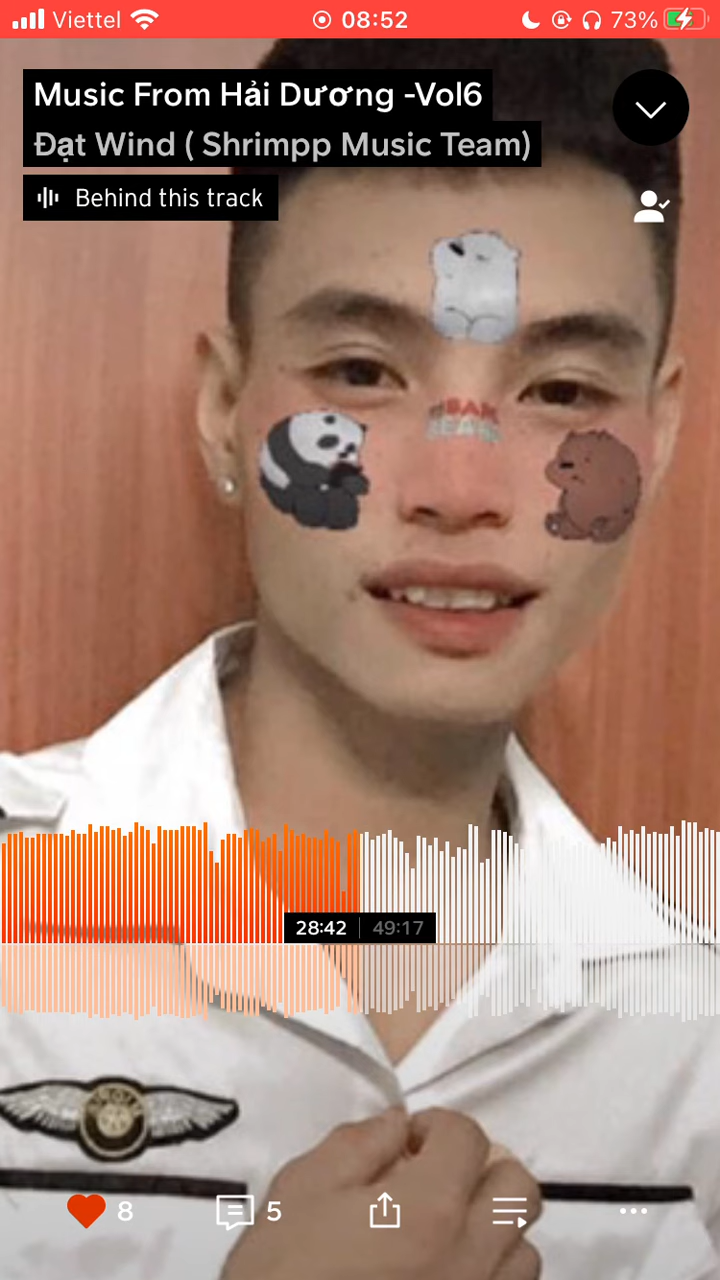 Viettel 08:52 73%
Music From Hải Dương -Vol6
Đạt Wind ( Shrimpp Music Team)
Behind this track
28:42 49:17
8 5